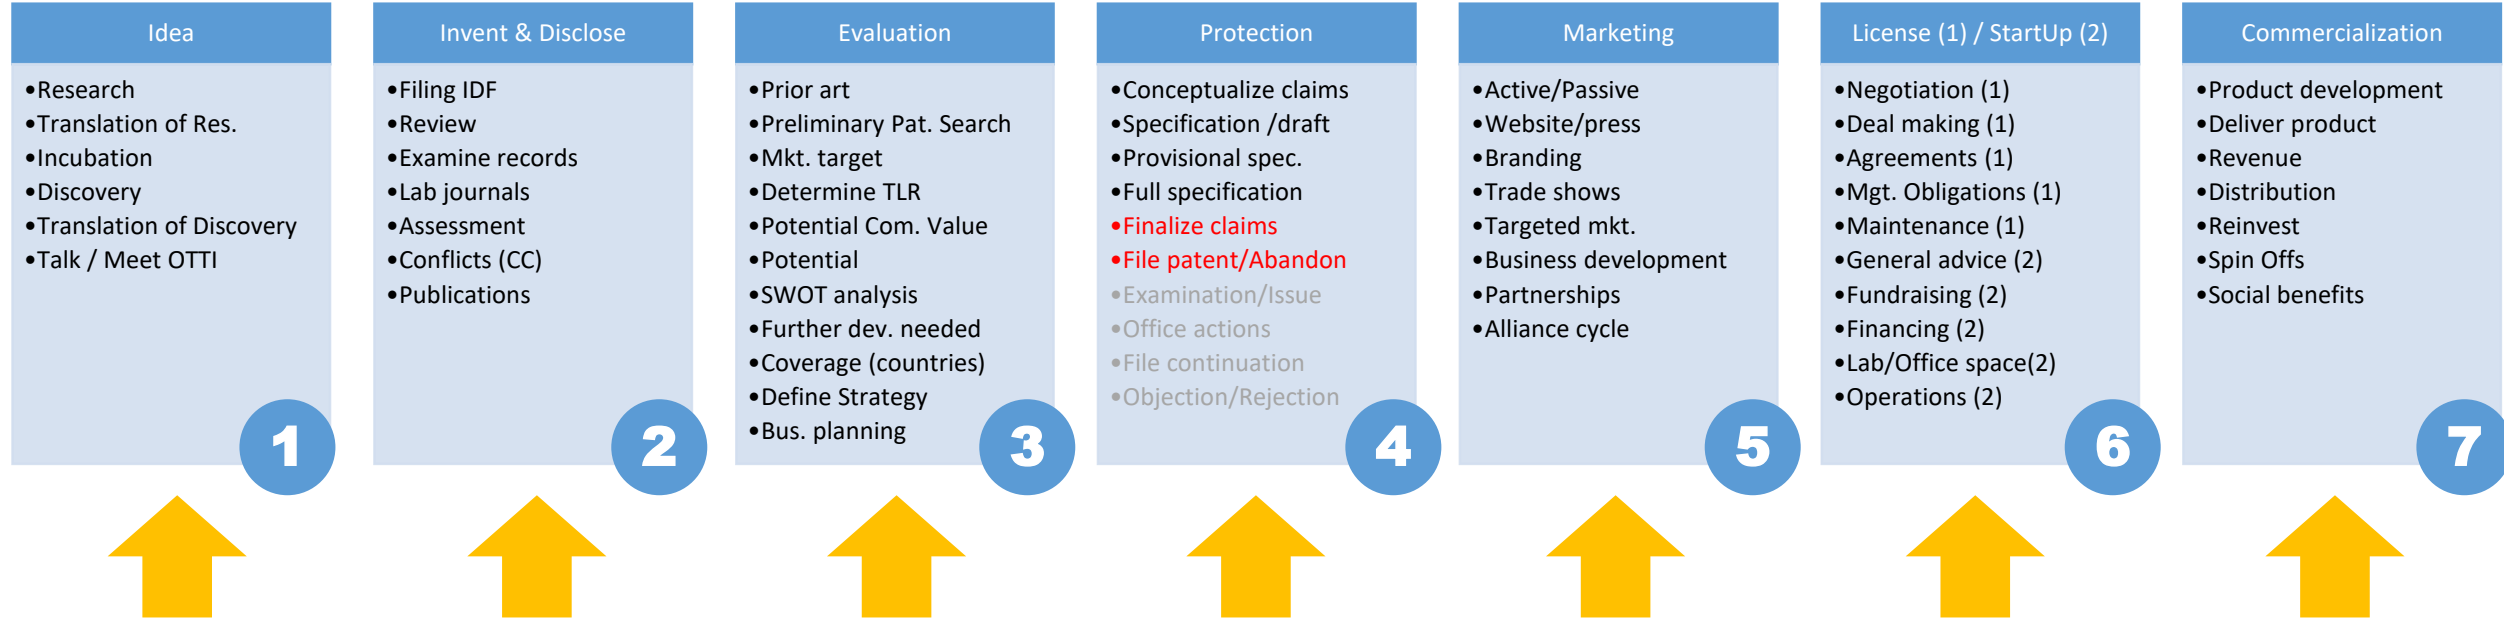 Idea
•Research
•Translation of Res.
•Incubation
•Discovery
•Translation of Discovery
•Talk / Meet OTTI
1
Invent & Disclose
•Filing IDF
•Review
•Examine records
•Lab journals
•Assessment
•Conflicts (CC)
•Publications
2
Evaluation
•Prior art
•Preliminary Pat. Search
•Mkt. target
•Determine TLR
•Potential Com. Value
•Potential
•SWOT analysis
•Further dev. needed
•Coverage (countries)
•Define Strategy
•Bus. planning
3
Protection
•Conceptualize claims
•Specification /draft
•Provisional spec.
•Full specification
•Finalize claims
•File patent/Abandon
•Examination/Issue
•Office actions
•File continuation
•Objection/Rejection
4
Marketing
•Active/Passive
•Website/press
•Branding
•Trade shows
•Targeted mkt.
•Business development
•Partnerships
•Alliance cycle
5
License (1) / StartUp (2)
•Negotiation (1)
•Deal making (1)
•Agreements (1)
•Mgt. Obligations (1)
•Maintenance (1)
•General advice (2)
•Fundraising (2)
•Financing (2)
•Lab/Office space(2)
•Operations (2)
6
Commercialization
•Product development
•Deliver product
•Revenue
•Distribution
•Reinvest
•Spin Offs
•Social benefits
7